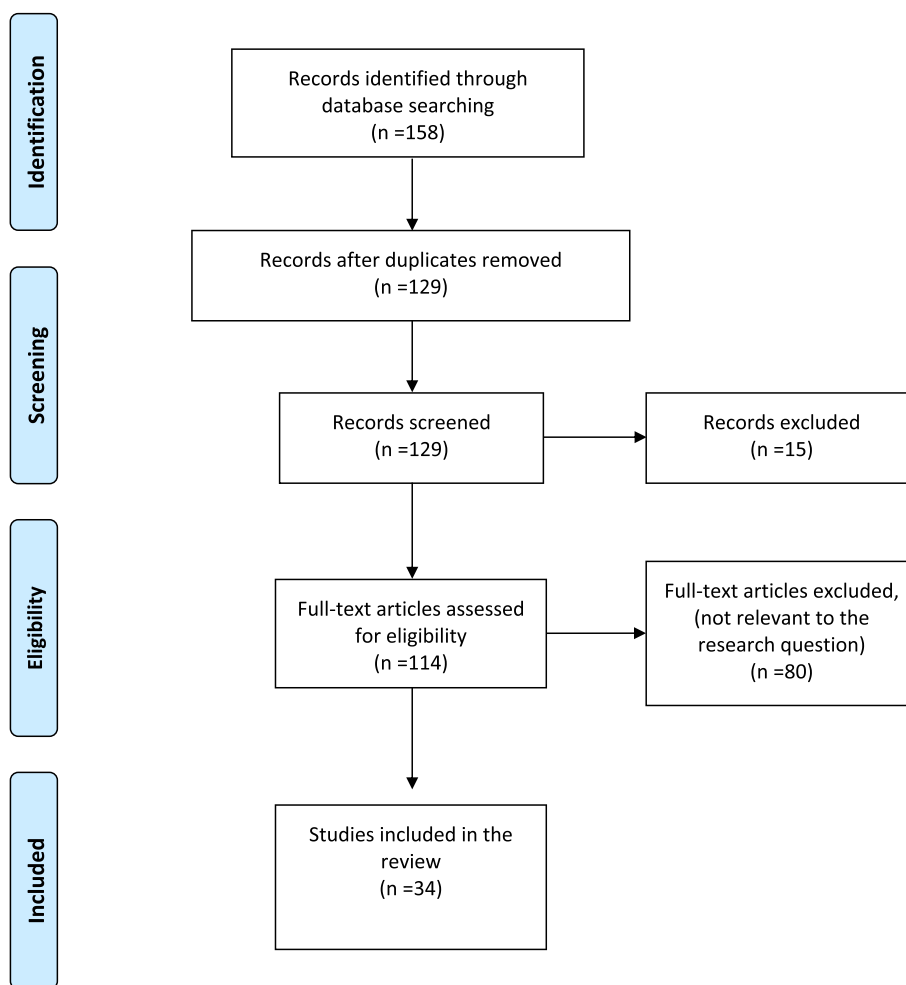 Identification
Records identified through
database searching
(n =158)
Records after duplicates removed
(n =129)
Screening
Records screened
(n =129)
Records excluded
(n =15)
Eligibility
Full-text articles assessed
for eligibility
(n =114)
Full-text articles excluded,
(not relevant to the
research question)
(n =80)
Included
Studies included in the
review
(n =34)